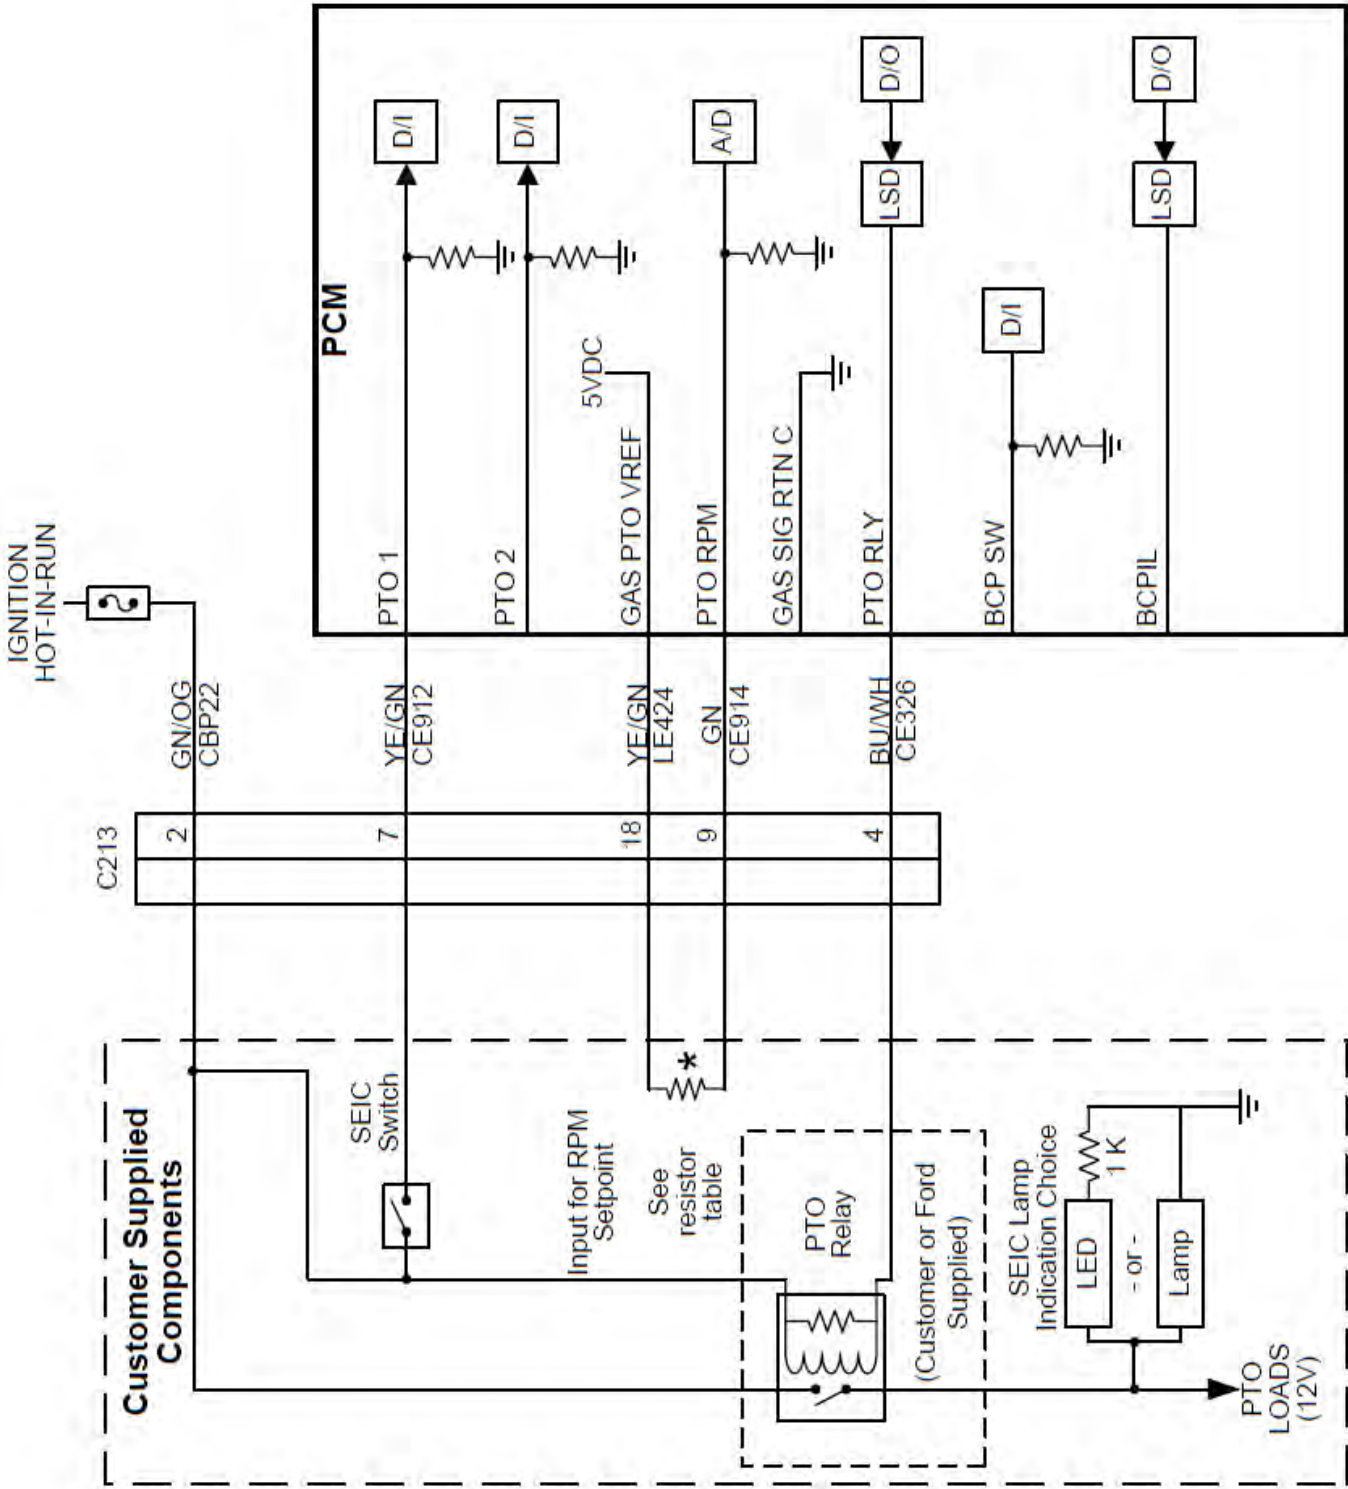 IGNITION
HOT-IN-RUN
PCM
D/I
D/I
A/D
D/O
LSD
D/O
LSD
D/I
5VDC
PTO 1
PTO 2
GAS PTO VREF
PTO RPM
GAS SIG RTN C
PTO RLY
BCP SW
BCPIL
GN/OG
CBP22
YE/GN
CE912
YE/GN
LE424
GN
CE914
BU/WH
CE326
C213
2
7
18
9
4
Customer Supplied
Components
SEIC
Switch
Input for RPM
Setpoint
*
See
resistor
table
PTO
Relay
(Customer or Ford
Supplied)
SEIC Lamp
Indication Choice
LED
1 K
- or -
Lamp
PTO
LOADS
(12V)